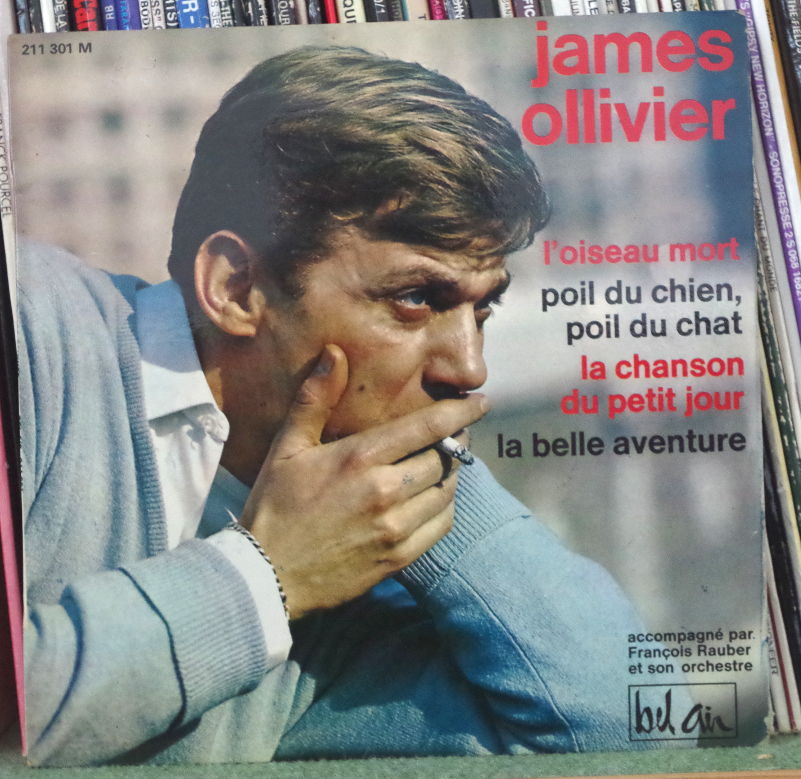 211 301 M
james
ollivier
l'oiseau mort
poil du chien,
poil du chat
la chanson
du petit jour
la belle aventure
accompagné par
François Rauber
et son orchestre
bel air